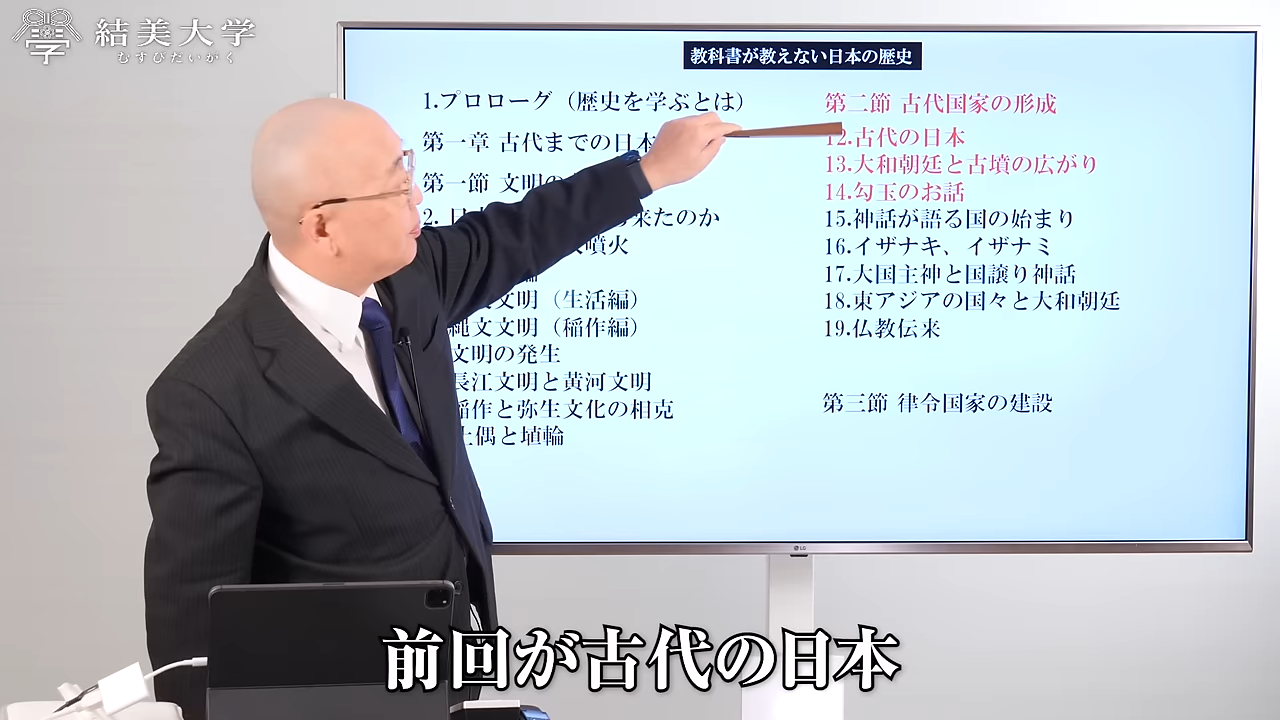 結美大学
むすびだいがく
教科書が教えない日本の歴史
1.プロローグ（歴史を学ぶとは）
第一章 古代までの日本
第一節 文明の
2.
来たのか
噴火
文明（生活編）
縄文文明（稲作編）
文明の発生
長江文明と黄河文明
稲作と弥生文化の相克
土偶と埴輪
第二節 古代国家の形成
12.古代の日本
13.大和朝廷と古墳の広がり
14.勾玉のお話
15.神話が語る国の始まり
16.イザナキ、イザナミ
17.大国主神と国譲り神話
18.東アジアの国々と大和朝廷
19.仏教伝来
第三節 律令国家の建設
LG
前回が古代の日本